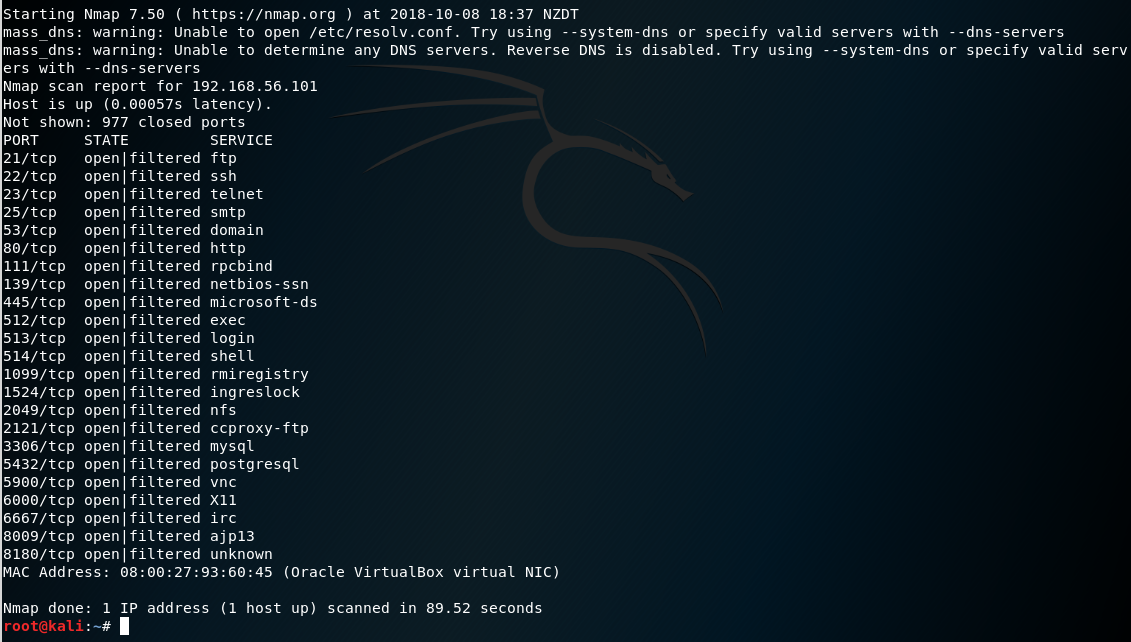 Starting Nmap 7.50 ( https://nmap.org ) at 2018-10-08 18:37 NZDT
mass_dns: warning: Unable to open /etc/resolv.conf. Try using --system-dns or specify valid servers with --dns-servers
mass_dns: warning: Unable to determine any DNS servers. Reverse DNS is disabled. Try using --system-dns or specify valid serv
ers with --dns-servers
Nmap scan report for 192.168.56.101
Host is up (0.00057s latency).
Not shown: 977 closed ports
PORT     STATE         SERVICE
21/tcp   open|filtered ftp
22/tcp   open|filtered ssh
23/tcp   open|filtered telnet
25/tcp   open|filtered smtp
53/tcp   open|filtered domain
80/tcp   open|filtered http
111/tcp  open|filtered rpcbind
139/tcp  open|filtered netbios-ssn
445/tcp  open|filtered microsoft-ds
512/tcp  open|filtered exec
513/tcp  open|filtered login
514/tcp  open|filtered shell
1099/tcp open|filtered rmiregistry
1524/tcp open|filtered ingreslock
2049/tcp open|filtered nfs
2121/tcp open|filtered ccproxy-ftp
3306/tcp open|filtered mysql
5432/tcp open|filtered postgresql
5900/tcp open|filtered vnc
6000/tcp open|filtered X11
6667/tcp open|filtered irc
8009/tcp open|filtered ajp13
8180/tcp open|filtered unknown
MAC Address: 08:00:27:93:60:45 (Oracle VirtualBox virtual NIC)
Nmap done: 1 IP address (1 host up) scanned in 89.52 seconds
root@kali:~#